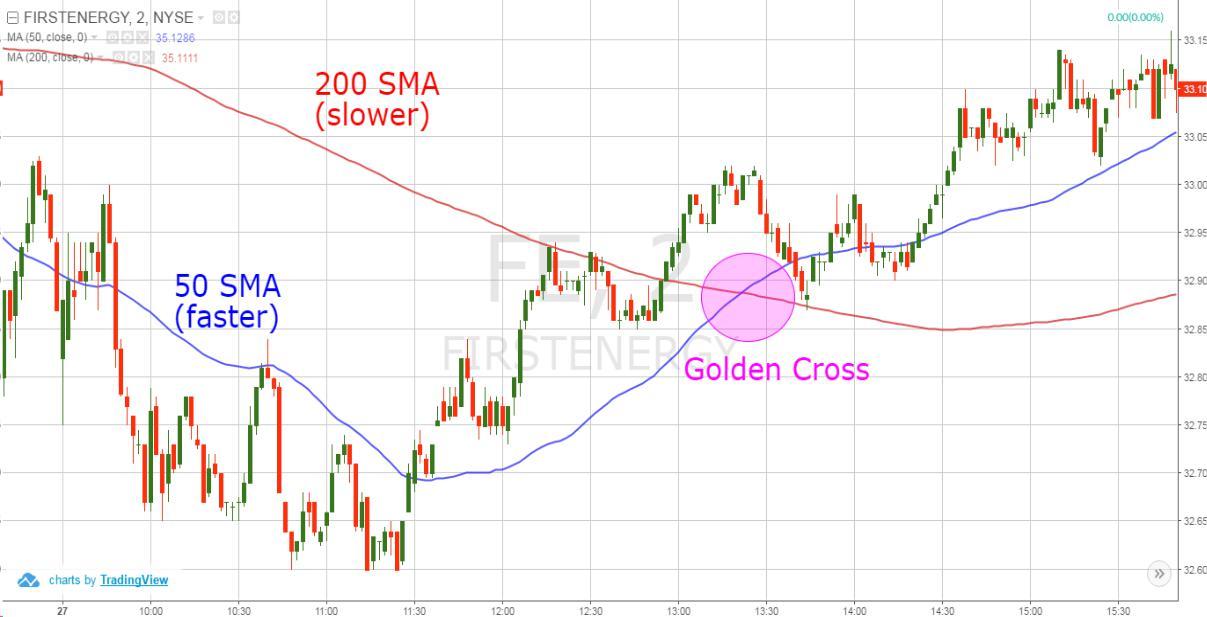 FIRSTENERGY, 2, NYSE
0.00(0.00%)
MA (50, close, 0) 35.1286
MA (200, close, 0) 35.1111
33.15
200 SMA
(slower)
33.10
33.05
33.00
32.95
FE, 2
FIRSTENERGY
50 SMA
(faster)
32.90
32.85
Golden Cross
32.80
32.75
32.70
32.65
32.60
charts by TradingView
27 10:00 10:30 11:00 11:30 12:00 12:30 13:00 13:30 14:00 14:30 15:00 15:30